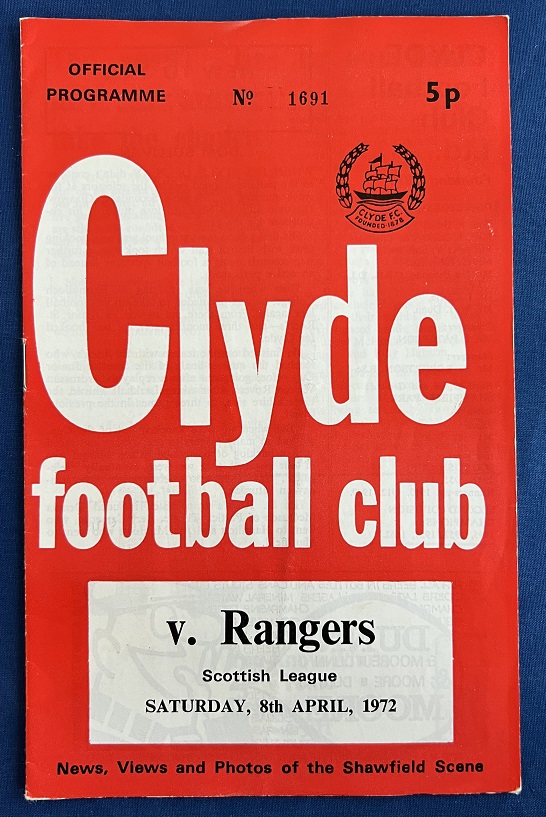 OFFICIAL
PROGRAMME
Nº 1691
5p
CLYDE F.C.
FOUNDED 1878
Clyde
football club
v. Rangers
Scottish League
SATURDAY, 8th APRIL, 1972
News, Views and Photos of the Shawfield Scene